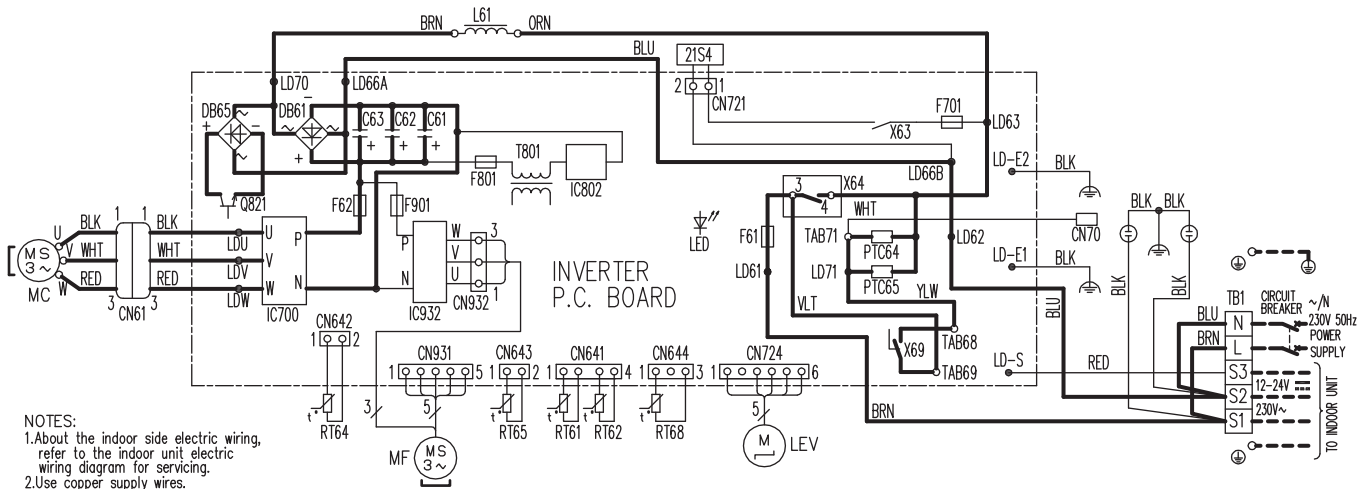 BRN L61 ORN
BLU
21S4
2 1
CN721
LD70 LD66A
DB65 DB61
C63 C62 C61
F701
X63
LD63
T801
F801 IC802
Q821
F62 F901
LD66B
LD-E2 BLK
3 X64
4
WHT
LED
F61 TAB71
PTC64
LD62
CN70
LD61 LD71
PTC65
LD-E1
BLK
VLT YLW
X69
TAB68
TAB69
LD-S RED
BLU
BRN
U BLK 1 1 BLK U P
V WHT WHT V
W RED 3 3 RED W N
LDU
LDV
LDW
MS
3~
MC
CN61
IC700
P W 3
V
N U 1
IC932
CN932
INVERTER
P.C. BOARD
CN642
1 2
t° RT64
CN931
1 5
3 5
MF MS
3~
CN643
1 2
t° RT65
CN641
1 4
t° t°
RT61 RT62
CN644
1 3
t° RT68
CN724
1 6
5
M
LEV
BLK BLK
TB1 CIRCUIT
BREAKER
~/N
230V 50Hz
POWER
SUPPLY
BLU N
BRN L
S3
12-24V
S2
230V~
S1
TO INDOOR UNIT
NOTES:
1.About the indoor side electric wiring,
refer to the indoor unit electric
wiring diagram for servicing.
2.Use copper supply wires.